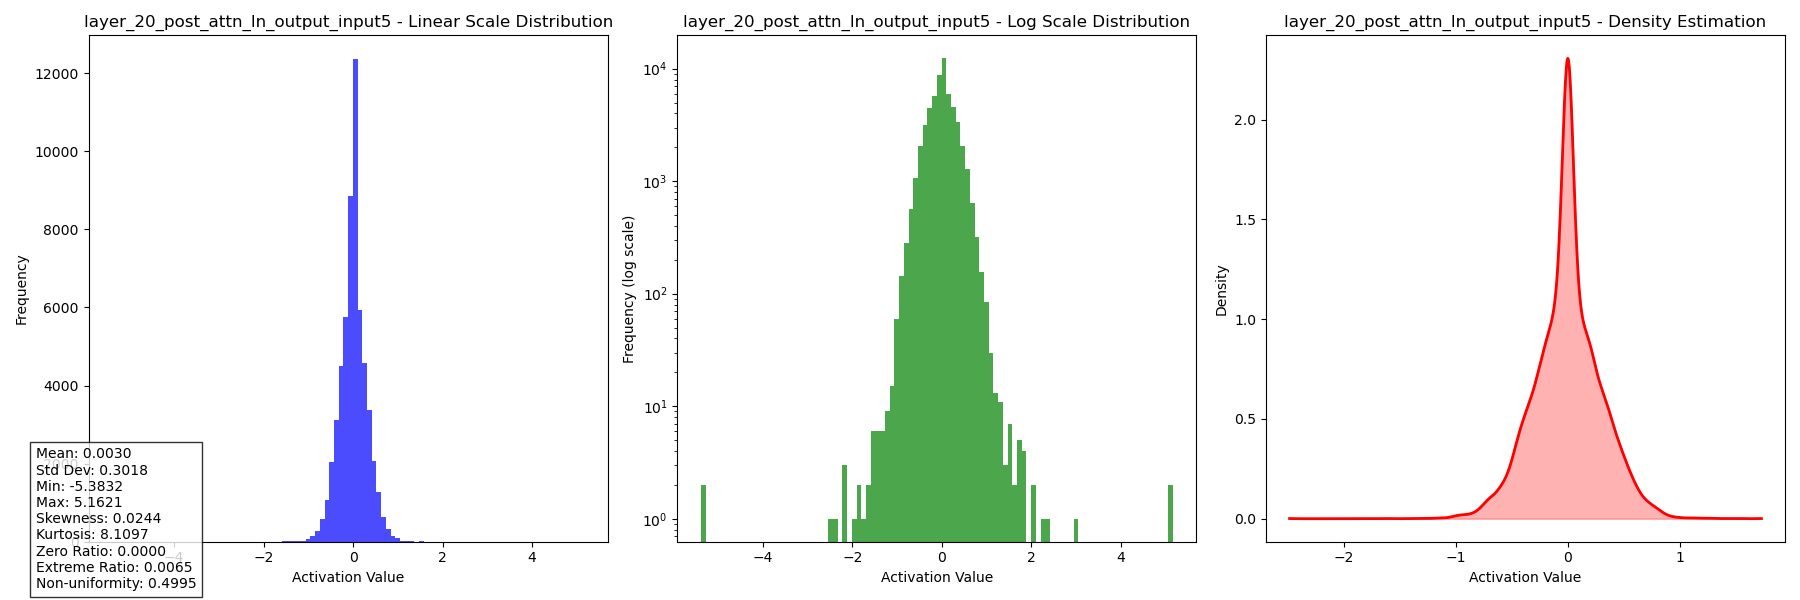 layer_20_post_attn_ln_output_input5 - Linear Scale Distribution
12000
10000
8000
6000
4000
2000
0
Frequency
−4
−2
0
2
4
Activation Value
Mean: 0.0030
Std Dev: 0.3018
Min: -5.3832
Max: 5.1621
Skewness: 0.0244
Kurtosis: 8.1097
Zero Ratio: 0.0000
Extreme Ratio: 0.0065
Non-uniformity: 0.4995
layer_20_post_attn_ln_output_input5 - Log Scale Distribution
10⁴
10³
10²
10¹
10⁰
Frequency (log scale)
−4
−2
0
2
4
Activation Value
layer_20_post_attn_ln_output_input5 - Density Estimation
2.0
1.5
1.0
0.5
0.0
Density
−2
−1
0
1
Activation Value